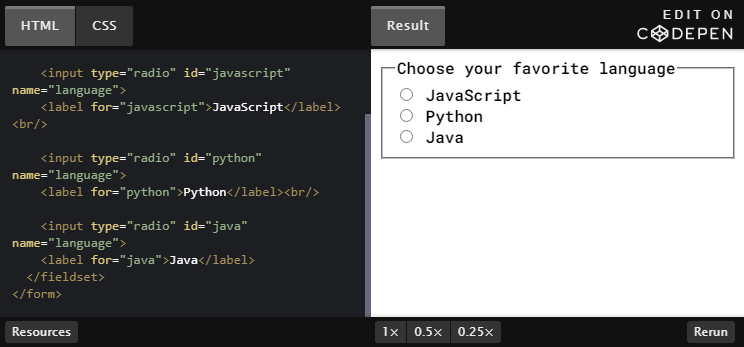 HTML
CSS
Result
EDIT ON
CODEPEN
<input type="radio" id="javascript"
name="language">
<label for="javascript">JavaScript</label>
<br/>
<input type="radio" id="python"
name="language">
<label for="python">Python</label><br/>
<input type="radio" id="java"
name="language">
<label for="java">Java</label>
</fieldset>
</form>
Choose your favorite language
JavaScript
Python
Java
Resources
1× 0.5× 0.25×
Rerun